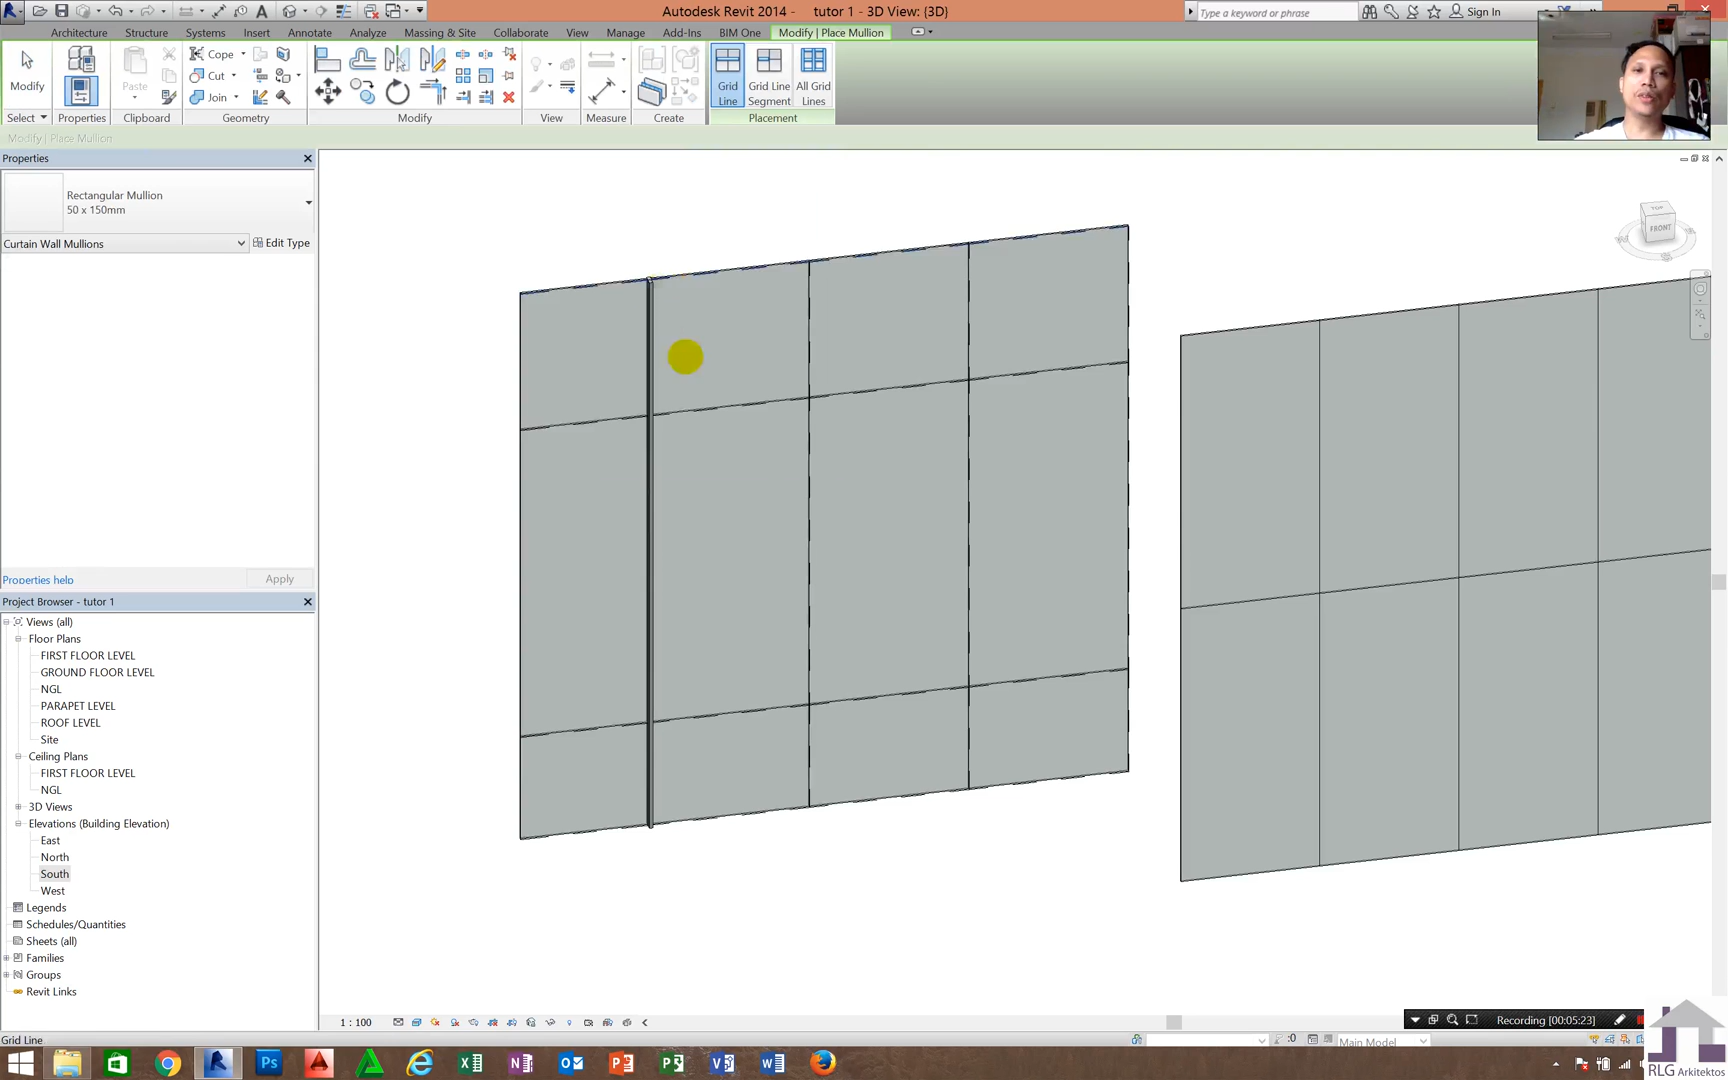 Autodesk Revit 2014 - tutor 1 - 3D View: {3D}
Type a keyword or phrase
Sign In
Architecture Structure Systems Insert Annotate Analyze Massing & Site Collaborate View Manage Add-Ins BIM One Modify | Place Mullion
Modify
Paste
Cope
Cut
Join
Grid Line
Grid Line Segment
All Grid Lines
Select Properties Clipboard Geometry Modify View Measure Create Placement
Modify | Place Mullion
Properties
Rectangular Mullion
50 x 150mm
Curtain Wall Mullions
Edit Type
TOP
FRONT
Properties help
Apply
Project Browser - tutor 1
Views (all)
Floor Plans
FIRST FLOOR LEVEL
GROUND FLOOR LEVEL
NGL
PARAPET LEVEL
ROOF LEVEL
Site
Ceiling Plans
FIRST FLOOR LEVEL
NGL
3D Views
Elevations (Building Elevation)
East
North
South
West
Legends
Schedules/Quantities
Sheets (all)
Families
Groups
Revit Links
1 : 100
Recording [00:05:23]
Grid Line
:0
Main Model
RLG Arkitektos